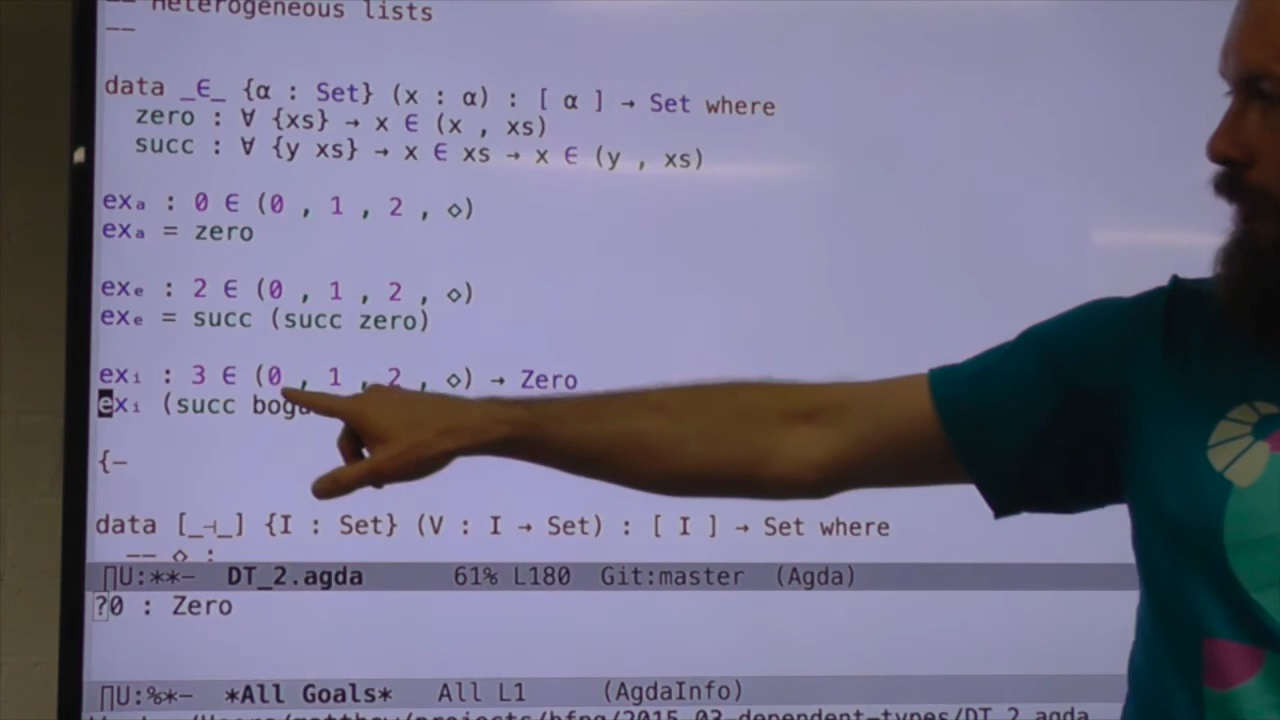 Heterogeneous lists
--
data _∈_ {α : Set} (x : α) : [ α ] → Set where
zero : ∀ {xs} → x ∈ (x , xs)
succ : ∀ {y xs} → x ∈ xs → x ∈ (y , xs)
exₐ : 0 ∈ (0 , 1 , 2 , ⋄)
exₐ = zero
exₑ : 2 ∈ (0 , 1 , 2 , ⋄)
exₑ = succ (succ zero)
exᵢ : 3 ∈ (0 , 1 , 2 , ⋄) → Zero
exᵢ (succ
{-
data [_⊣_] {I : Set} (V : I → Set) : [ I ] → Set where
-- ⋄ :
U:**- DT_2.agda 61% L180 Git:master (Agda)
?0 : Zero
U:%*- *All Goals* All L1 (AgdaInfo)